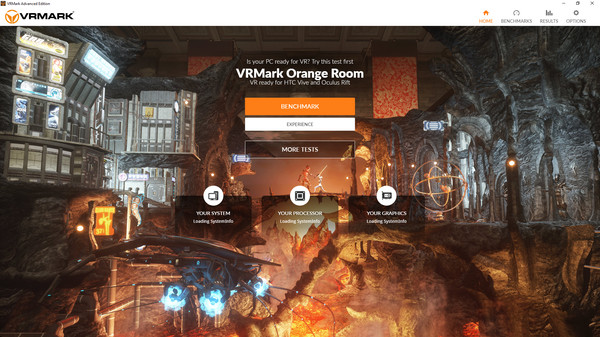 VRMark Advanced Edition
VRMARK
HOME
BENCHMARKS
RESULTS
OPTIONS
Is your PC ready for VR? Try this test first
VRMark Orange Room
VR ready for HTC Vive and Oculus Rift
BENCHMARK
EXPERIENCE
MORE TESTS
YOUR SYSTEM
Loading SystemInfo
YOUR PROCESSOR
Loading SystemInfo
YOUR GRAPHICS
Loading SystemInfo